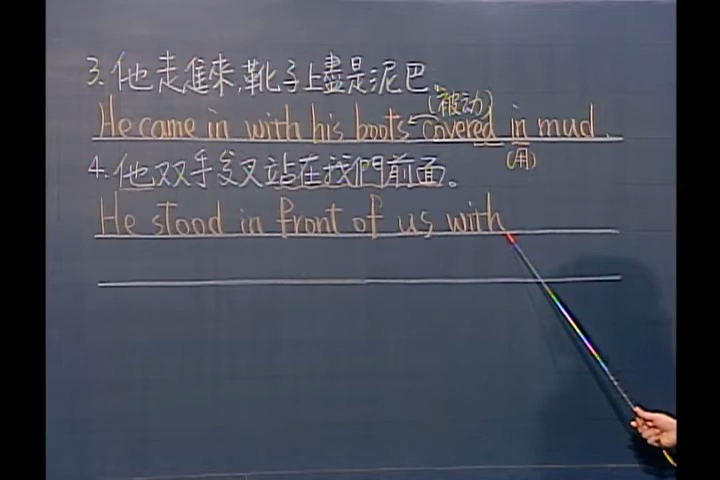 3.他走進來,靴子上盡是泥巴.
(被动)
He came in with his boots covered in mud.
(用)
4.他双手交叉站在我們前面。
He stood in front of us with